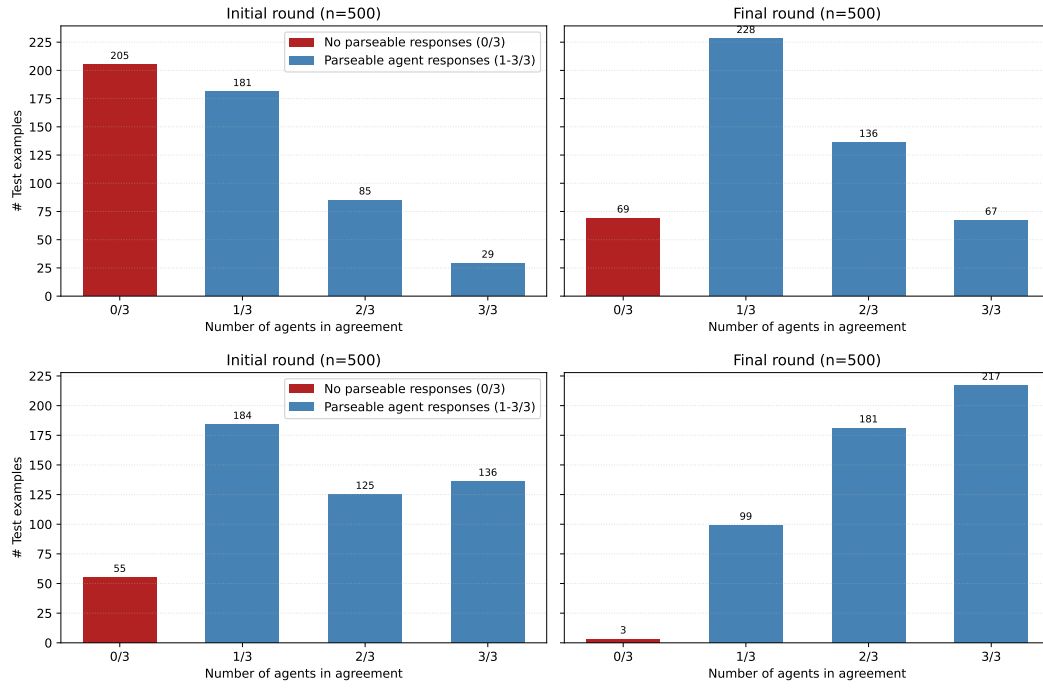 Initial round (n=500)
# Test examples
225
200
175
150
125
100
75
50
25
0
No parseable responses (0/3)
Parseable agent responses (1-3/3)
205
181
85
29
0/3 1/3 2/3 3/3
Number of agents in agreement
Final round (n=500)
69
228
136
67
0/3 1/3 2/3 3/3
Number of agents in agreement
Initial round (n=500)
# Test examples
225
200
175
150
125
100
75
50
25
0
No parseable responses (0/3)
Parseable agent responses (1-3/3)
55
184
125
136
0/3 1/3 2/3 3/3
Number of agents in agreement
Final round (n=500)
3
99
181
217
0/3 1/3 2/3 3/3
Number of agents in agreement